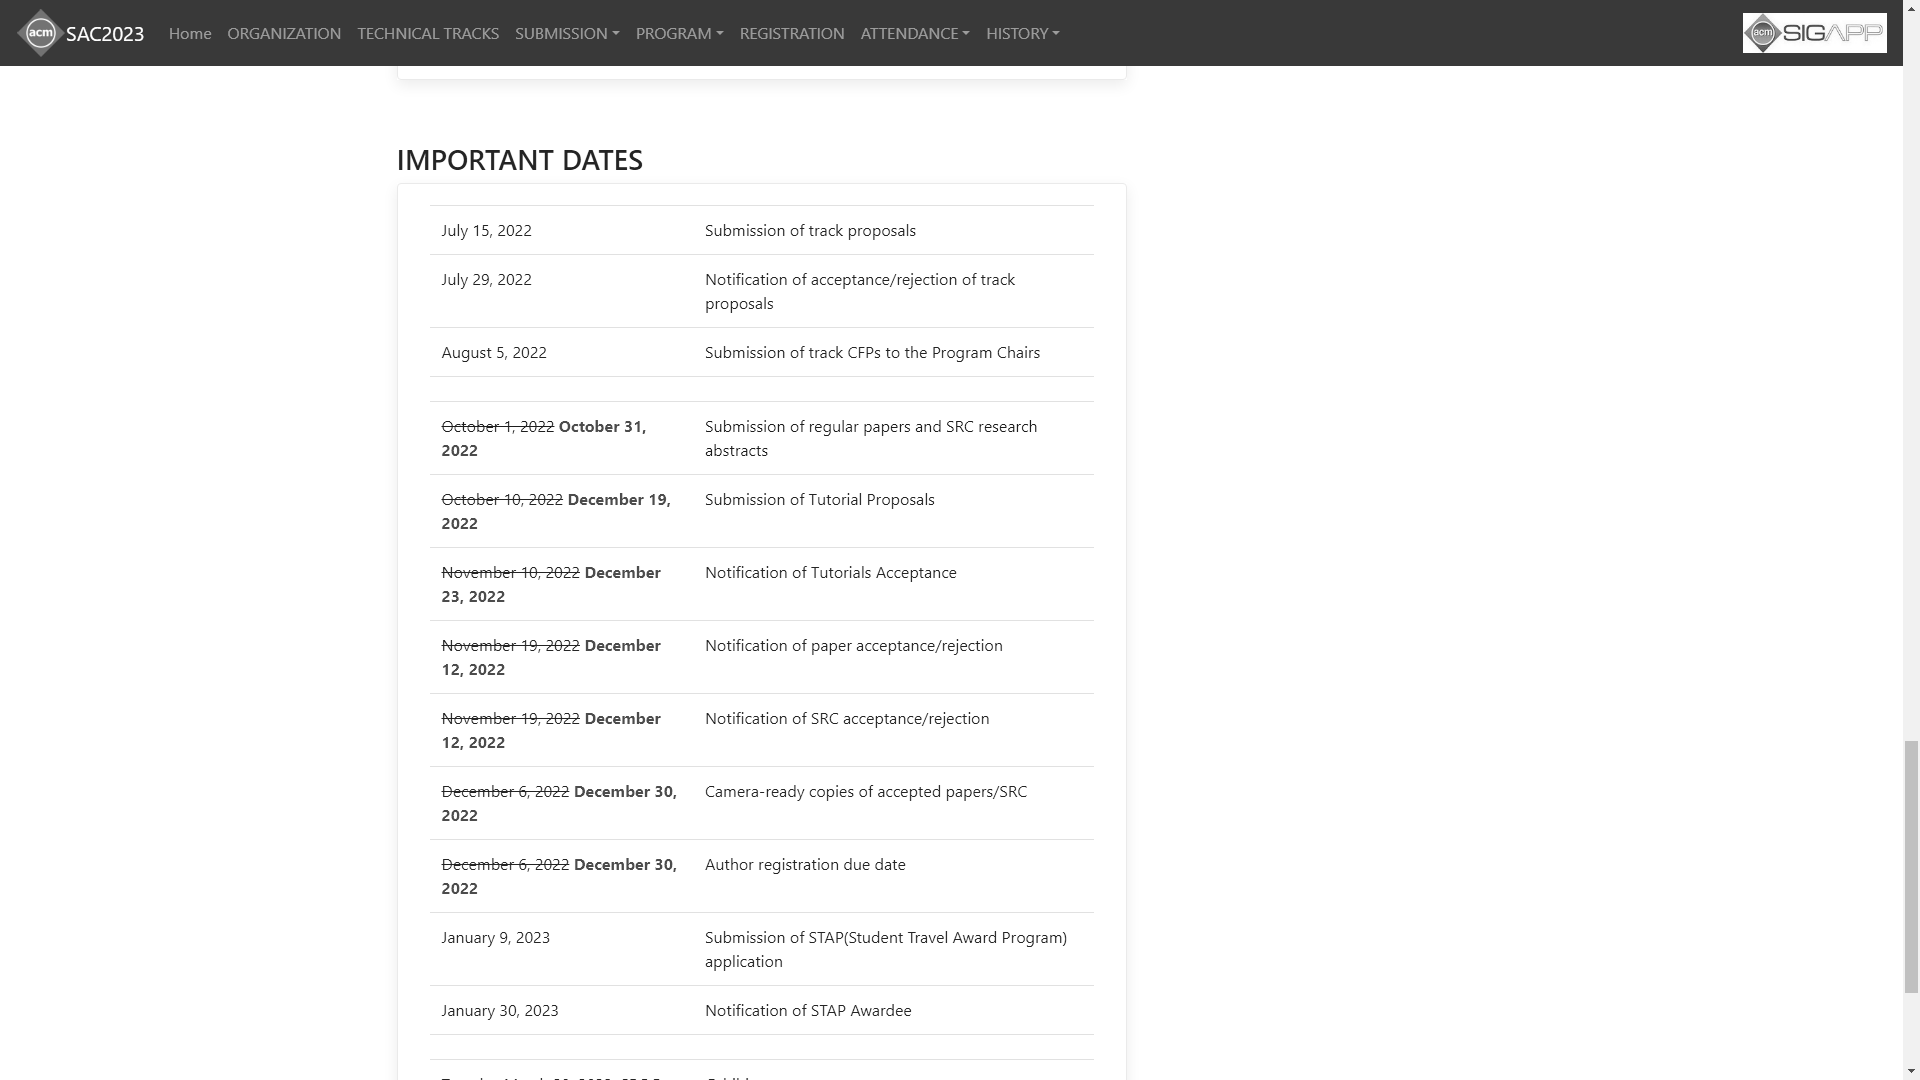 acm SAC2023 Home ORGANIZATION TECHNICAL TRACKS SUBMISSION PROGRAM REGISTRATION ATTENDANCE HISTORY acm SIGAPP
IMPORTANT DATES
July 15, 2022 Submission of track proposals
July 29, 2022 Notification of acceptance/rejection of track
proposals
August 5, 2022 Submission of track CFPs to the Program Chairs
October 1, 2022 October 31, Submission of regular papers and SRC research
2022 abstracts
October 10, 2022 December 19, Submission of Tutorial Proposals
2022
November 10, 2022 December Notification of Tutorials Acceptance
23, 2022
November 19, 2022 December Notification of paper acceptance/rejection
12, 2022
November 19, 2022 December Notification of SRC acceptance/rejection
12, 2022
December 6, 2022 December 30, Camera-ready copies of accepted papers/SRC
2022
December 6, 2022 December 30, Author registration due date
2022
January 9, 2023 Submission of STAP(Student Travel Award Program)
application
January 30, 2023 Notification of STAP Awardee